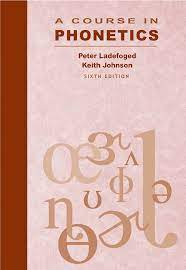 A COURSE IN
PHONETICS
Peter Ladefoged
Keith Johnson
SIXTH EDITION